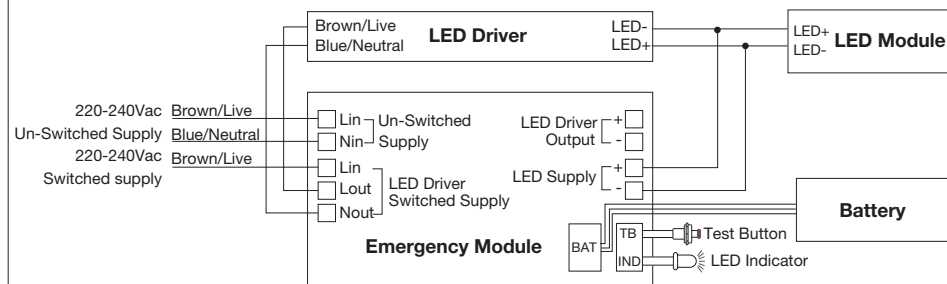 Brown/Live
Blue/Neutral
LED Driver
LED-
LED+
LED+
LED-
LED Module
220-240Vac Brown/Live
Un-Switched Supply Blue/Neutral
220-240Vac Brown/Live
Switched supply
Lin
Nin
Un-Switched
Supply
Lin
Lout
Nout
LED Driver
Switched Supply
LED Driver
Output
+
-
LED Supply
+
-
Emergency Module
BAT
TB
IND
Test Button
LED Indicator
Battery